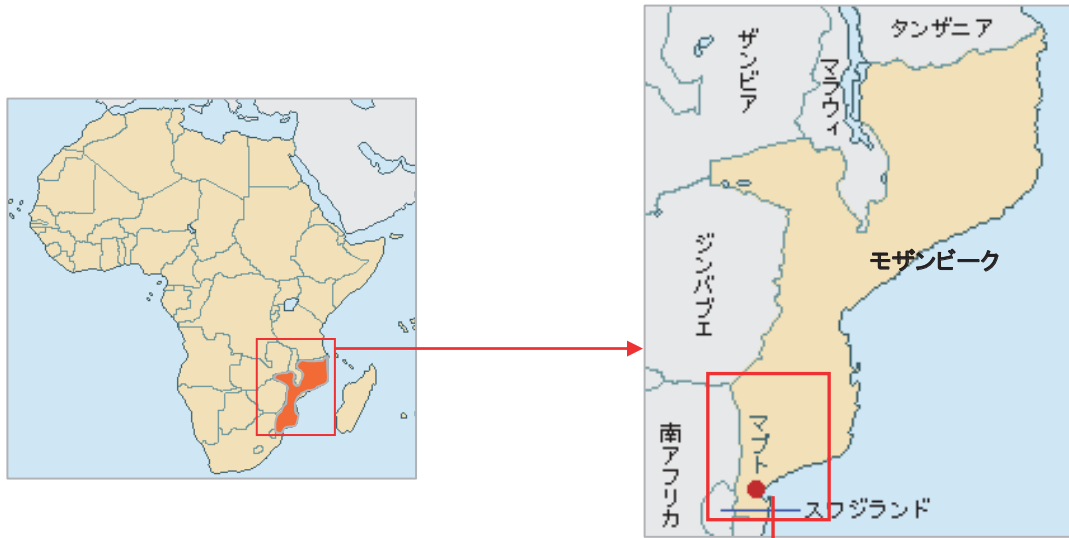 タンザニア
ザンビア
マラウィ
モザンビーク
ジンバブエ
マプト
南アフリカ
スワジランド